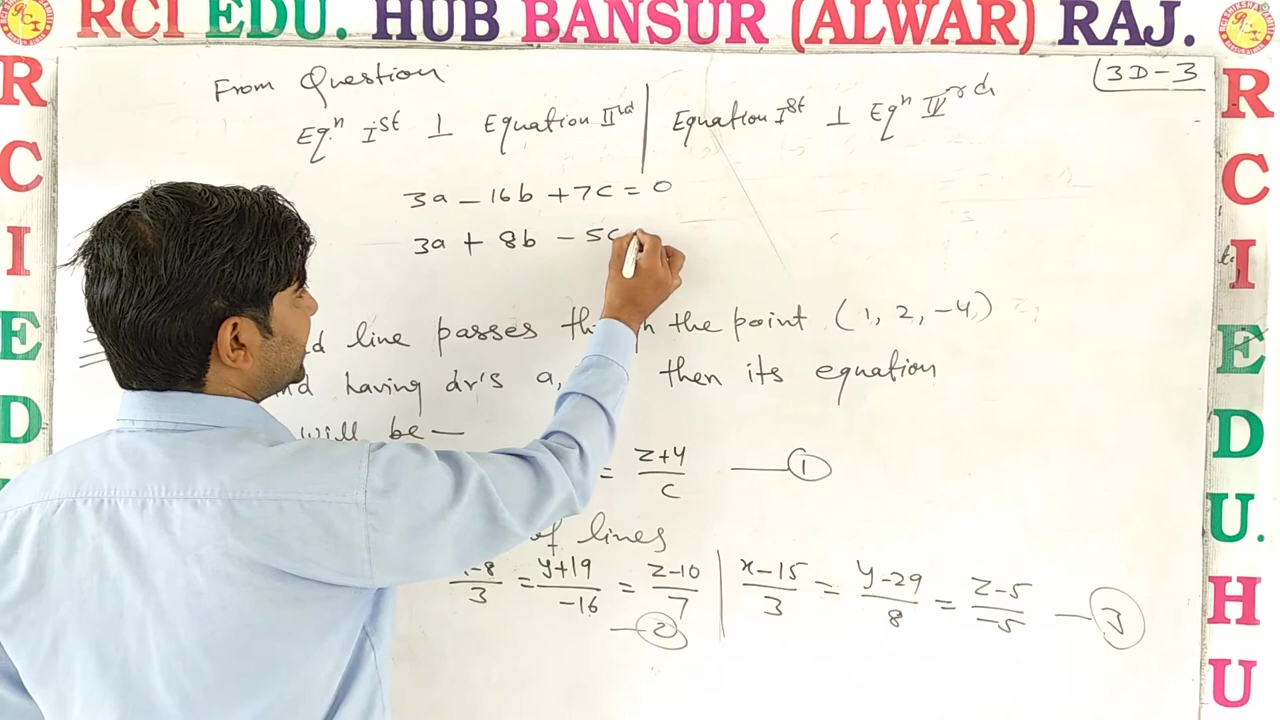 RCI EDU. HUB BANSUR (ALWAR) RAJ.
3D-3
From Question
Eq.ⁿ Iˢᵗ ⊥ Equation IIⁿᵈ | Equation Iˢᵗ ⊥ Eqⁿ
3a - 16b + 7c = 0
3a + 8b - 5c
line passes the point (1, 2, -4)
having dr's a, then its equation
will be —
= z+4/c —— ①
of lines
-8/3 = y+19/-16 = z-10/7 —② | x-15/3 = y-29/8 = z-5/-5 —③
R
C
I
E
D
R
C
I
E
D
U.
H
U